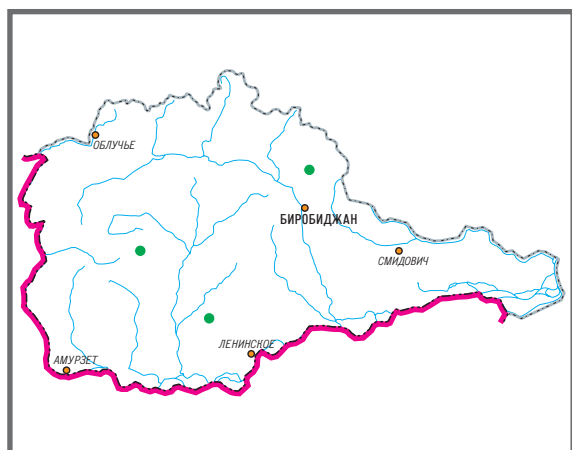 ОБЛУЧЬЕ
БИРОБИДЖАН
СМИДОВИЧ
ЛЕНИНСКОЕ
АМУРЗЕТ